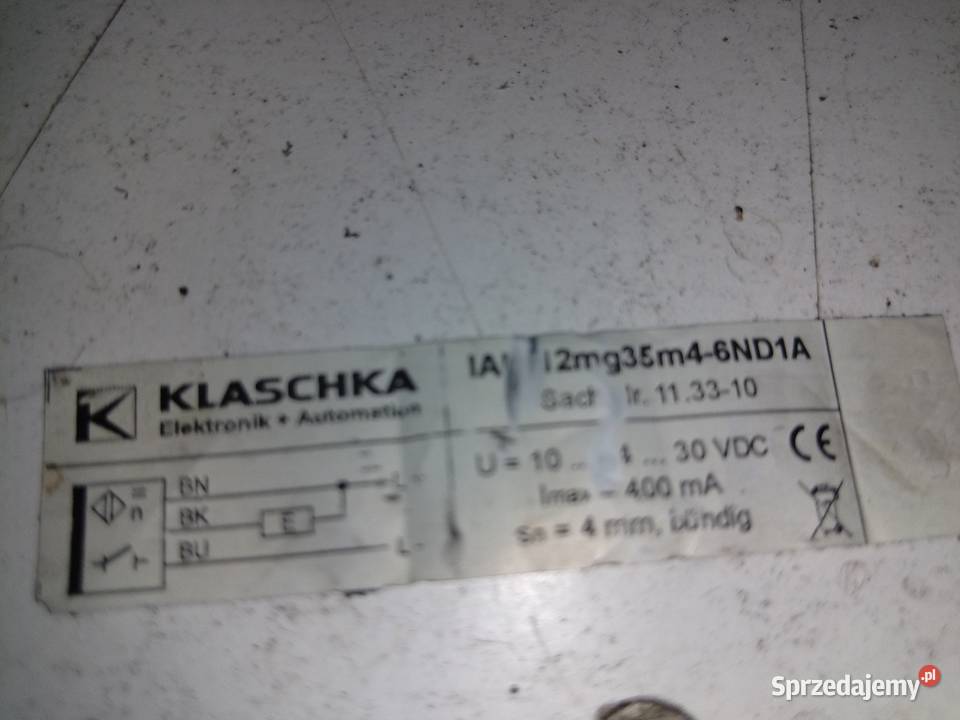 KLASCHKA
Elektronik + Automation
12mg35m4-6ND1A
11.33-10
U = 10 ... ... 30 VDC
CE
Imax = 400 mA
sn = 4 mm, bündig
= n
BN
L
BK
E
BU
L-
Sprzedajemy.pl